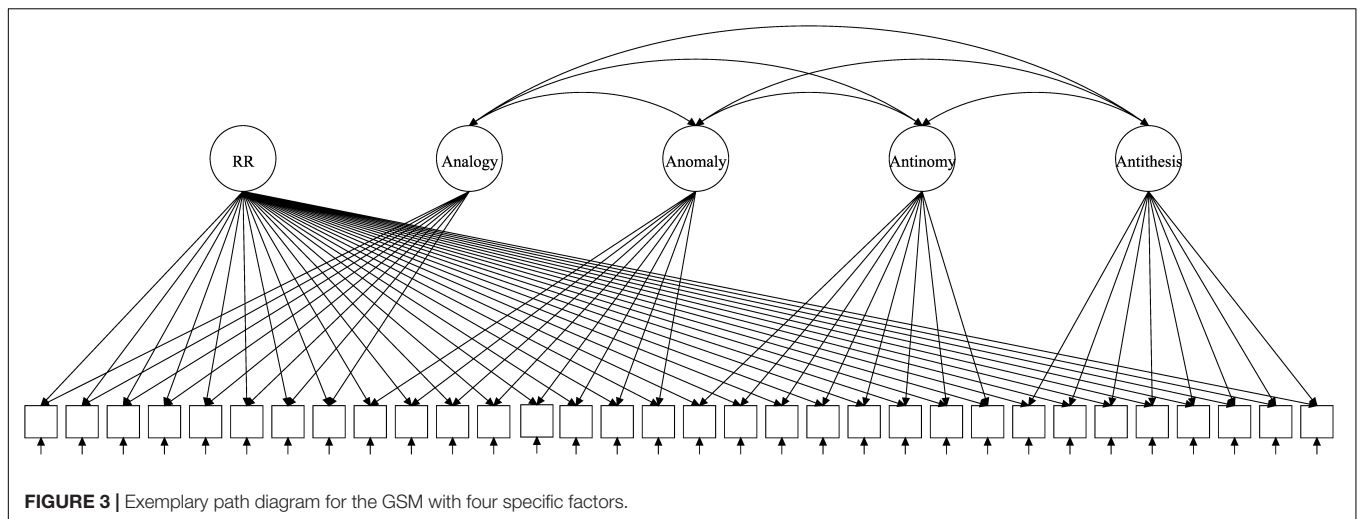 RR
Analogy
Anomaly
Antinomy
Antithesis
FIGURE 3 | Exemplary path diagram for the GSM with four specific factors.